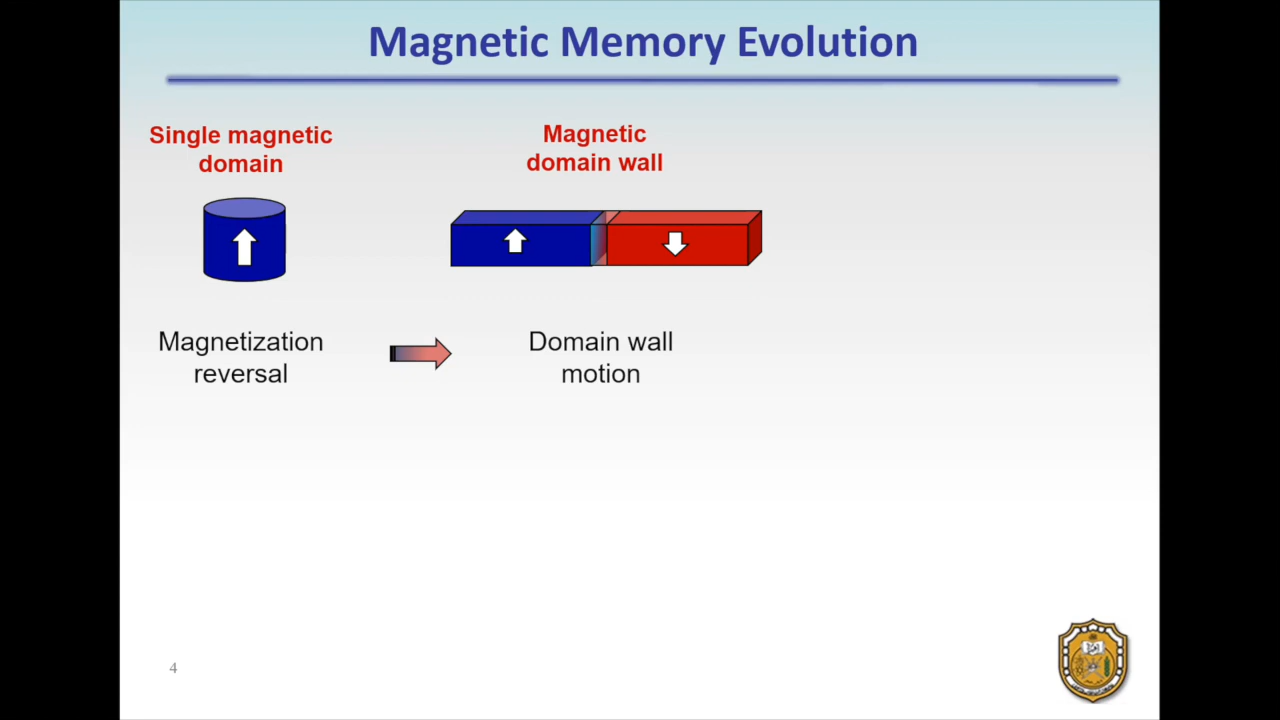 Magnetic Memory Evolution
Single magnetic
domain
Magnetic
domain wall
Magnetization
reversal
Domain wall
motion
4